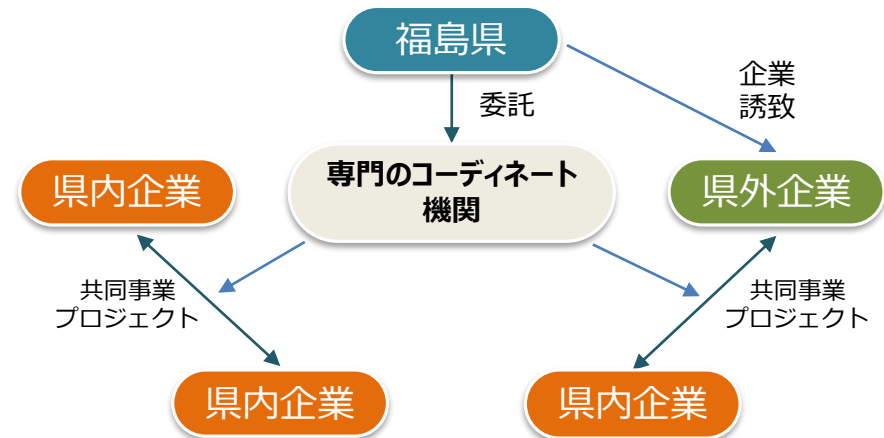 福島県
委託
企業
誘致
専門のコーディネート
機関
県内企業
県外企業
共同事業
プロジェクト
共同事業
プロジェクト
県内企業
県内企業